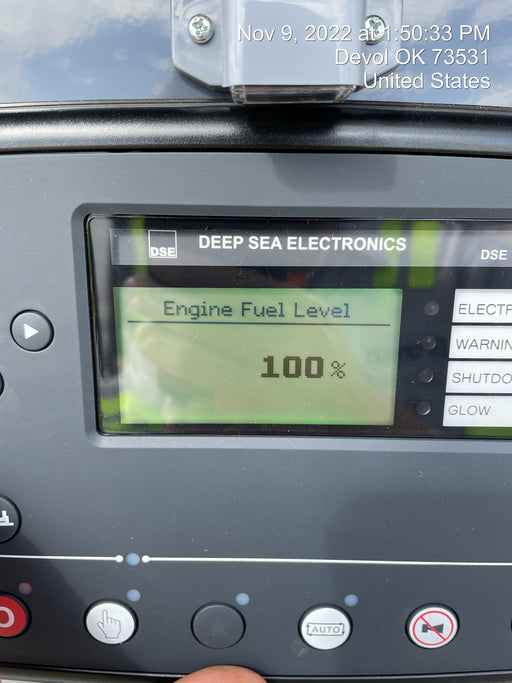 Nov 9, 2022 at 1:50:33 PM
Devol OK 73531
United States
DSE DEEP SEA ELECTRONICS
DSE
Engine Fuel Level
100%
ELECTR
WARNIN
SHUTDO
GLOW
AUTO